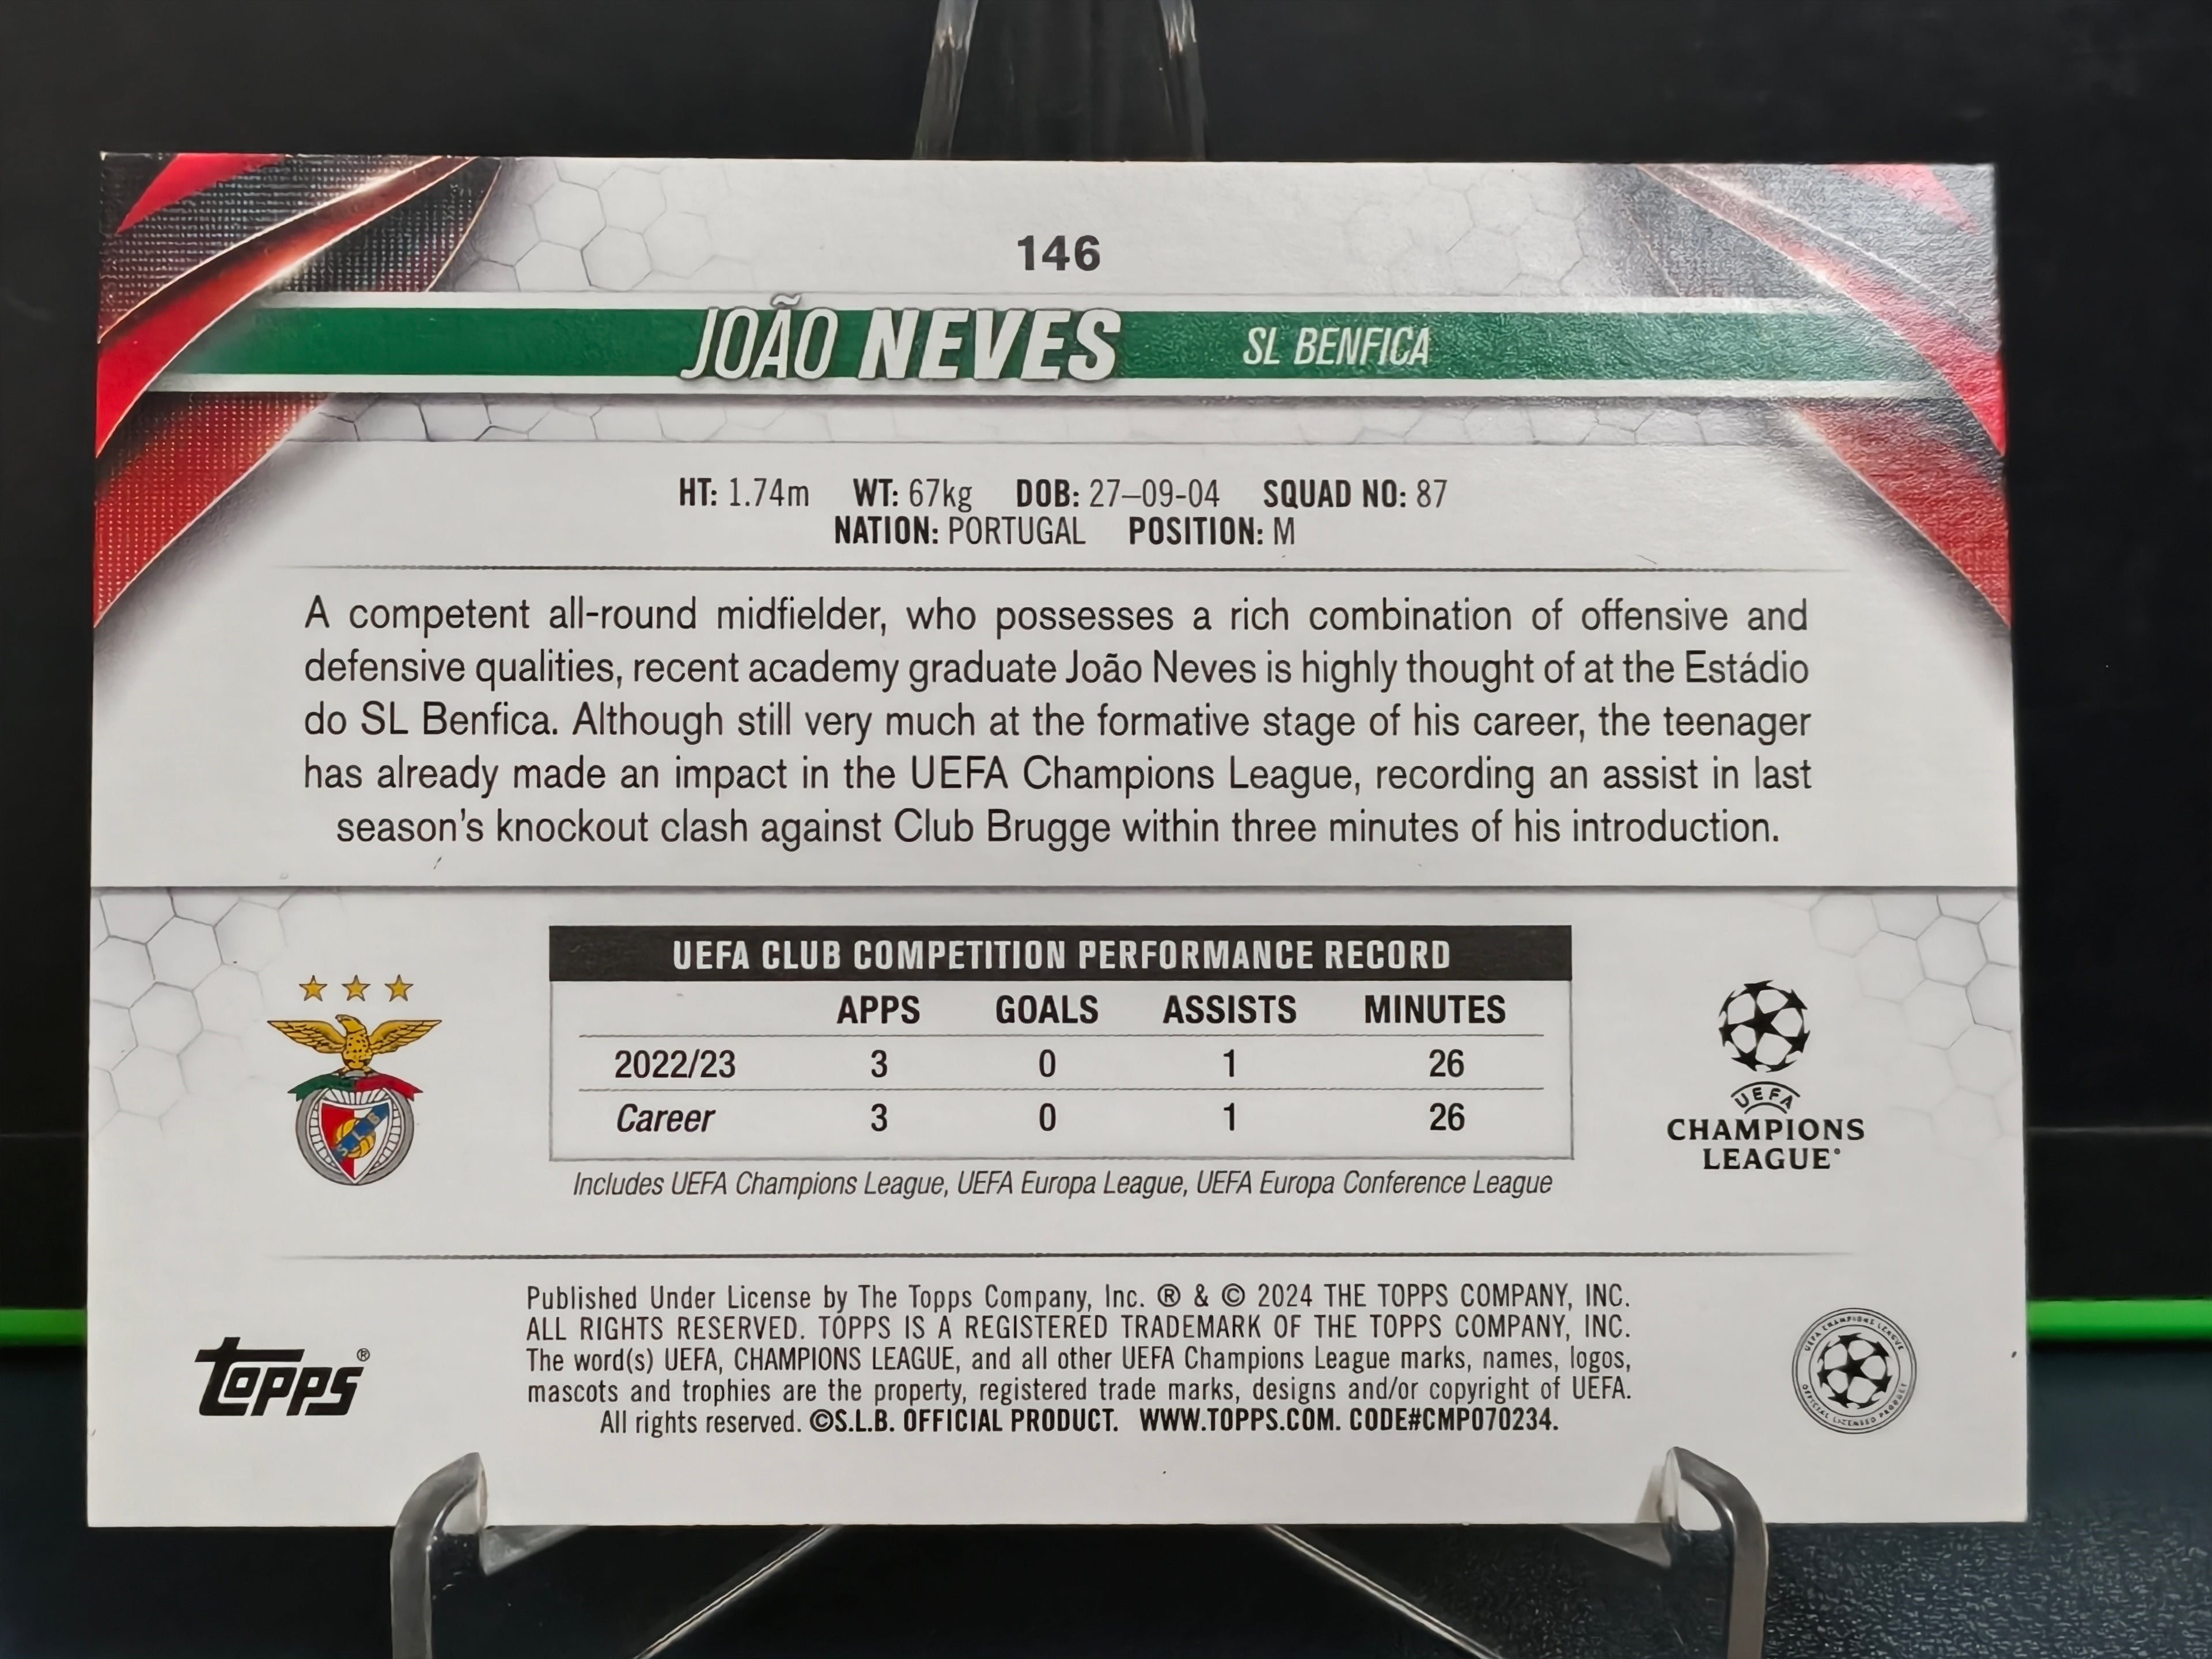 146
JOÃO NEVES SL BENFICA
HT: 1.74m WT: 67kg DOB: 27–09-04 SQUAD NO: 87
NATION: PORTUGAL POSITION: M
A competent all-round midfielder, who possesses a rich combination of offensive and
defensive qualities, recent academy graduate João Neves is highly thought of at the Estádio
do SL Benfica. Although still very much at the formative stage of his career, the teenager
has already made an impact in the UEFA Champions League, recording an assist in last
season's knockout clash against Club Brugge within three minutes of his introduction.
UEFA CLUB COMPETITION PERFORMANCE RECORD
APPS GOALS ASSISTS MINUTES
2022/23 3 0 1 26
Career 3 0 1 26
Includes UEFA Champions League, UEFA Europa League, UEFA Europa Conference League
SLB
UEFA
CHAMPIONS
LEAGUE®
Published Under License by The Topps Company, Inc. ® & © 2024 THE TOPPS COMPANY, INC.
ALL RIGHTS RESERVED. TOPPS IS A REGISTERED TRADEMARK OF THE TOPPS COMPANY, INC.
The word(s) UEFA, CHAMPIONS LEAGUE, and all other UEFA Champions League marks, names, logos,
mascots and trophies are the property, registered trade marks, designs and/or copyright of UEFA.
All rights reserved. ©S.L.B. OFFICIAL PRODUCT. WWW.TOPPS.COM. CODE#CMP070234.
TOPPS®
UEFA CHAMPIONS LEAGUE
OFFICIAL LICENSED PRODUCT